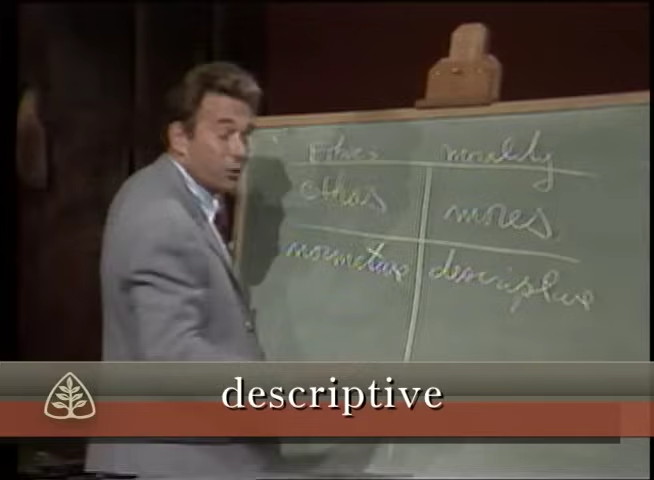 Ethics morality
ethos mores
normative descriptive
descriptive